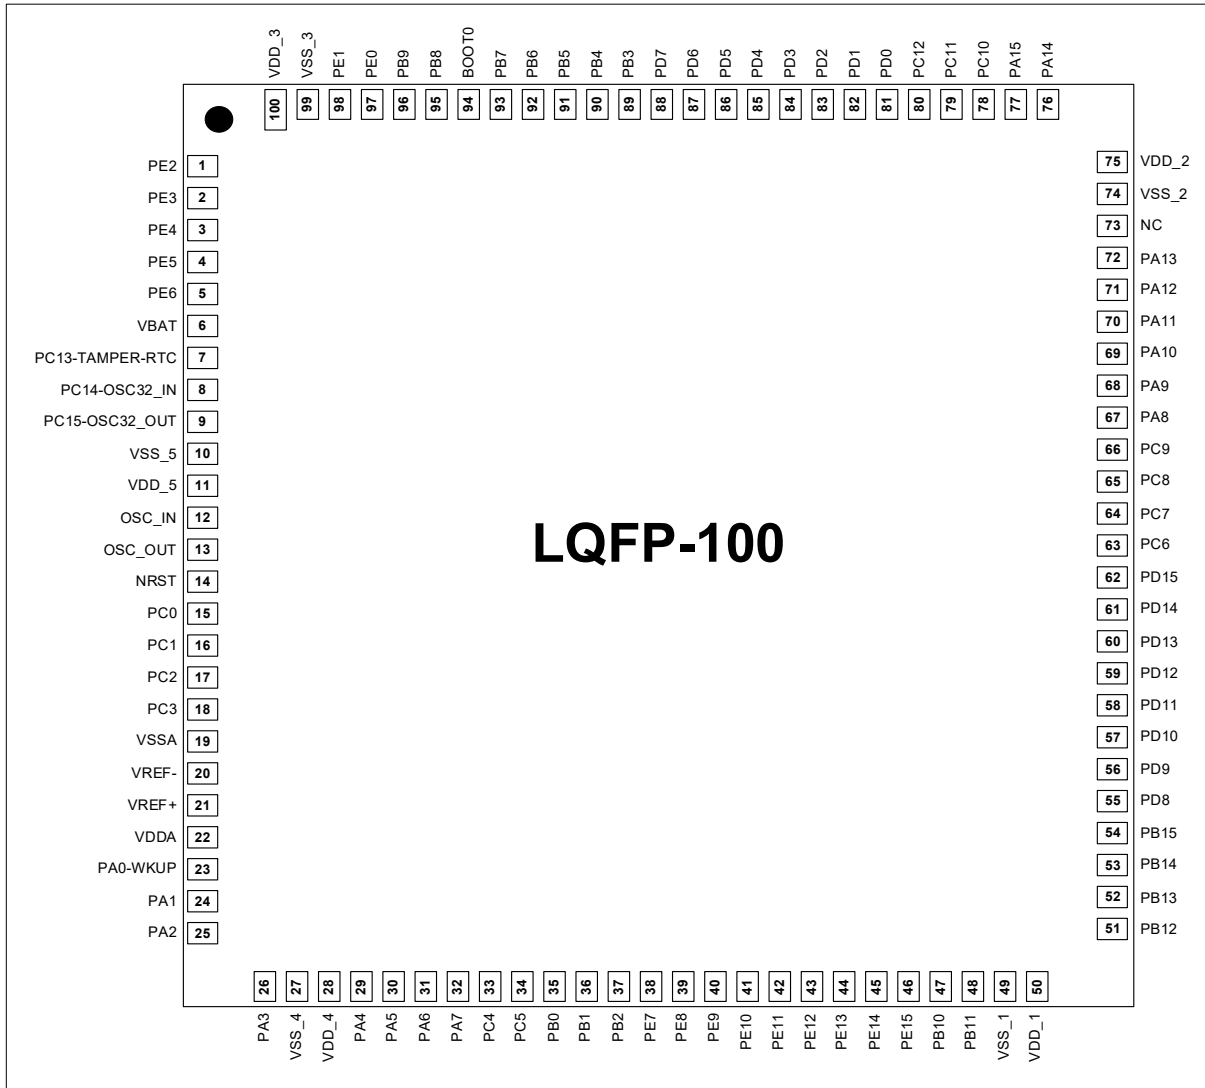 VDD_3 VSS_3 PE1 PE0 PB9 PB8 BOOT0 PB7 PB6 PB5 PB4 PB3 PD7 PD6 PD5 PD4 PD3 PD2 PD1 PD0 PC12 PC11 PC10 PA15 PA14
100 99 98 97 96 95 94 93 92 91 90 89 88 87 86 85 84 83 82 81 80 79 78 77 76
PE2 1
PE3 2
PE4 3
PE5 4
PE6 5
VBAT 6
PC13-TAMPER-RTC 7
PC14-OSC32_IN 8
PC15-OSC32_OUT 9
VSS_5 10
VDD_5 11
OSC_IN 12
OSC_OUT 13
NRST 14
PC0 15
PC1 16
PC2 17
PC3 18
VSSA 19
VREF- 20
VREF+ 21
VDDA 22
PA0-WKUP 23
PA1 24
PA2 25
LQFP-100
75 VDD_2
74 VSS_2
73 NC
72 PA13
71 PA12
70 PA11
69 PA10
68 PA9
67 PA8
66 PC9
65 PC8
64 PC7
63 PC6
62 PD15
61 PD14
60 PD13
59 PD12
58 PD11
57 PD10
56 PD9
55 PD8
54 PB15
53 PB14
52 PB13
51 PB12
26 27 28 29 30 31 32 33 34 35 36 37 38 39 40 41 42 43 44 45 46 47 48 49 50
PA3 VSS_4 VDD_4 PA4 PA5 PA6 PA7 PC4 PC5 PB0 PB1 PB2 PE7 PE8 PE9 PE10 PE11 PE12 PE13 PE14 PE15 PB10 PB11 VSS_1 VDD_1